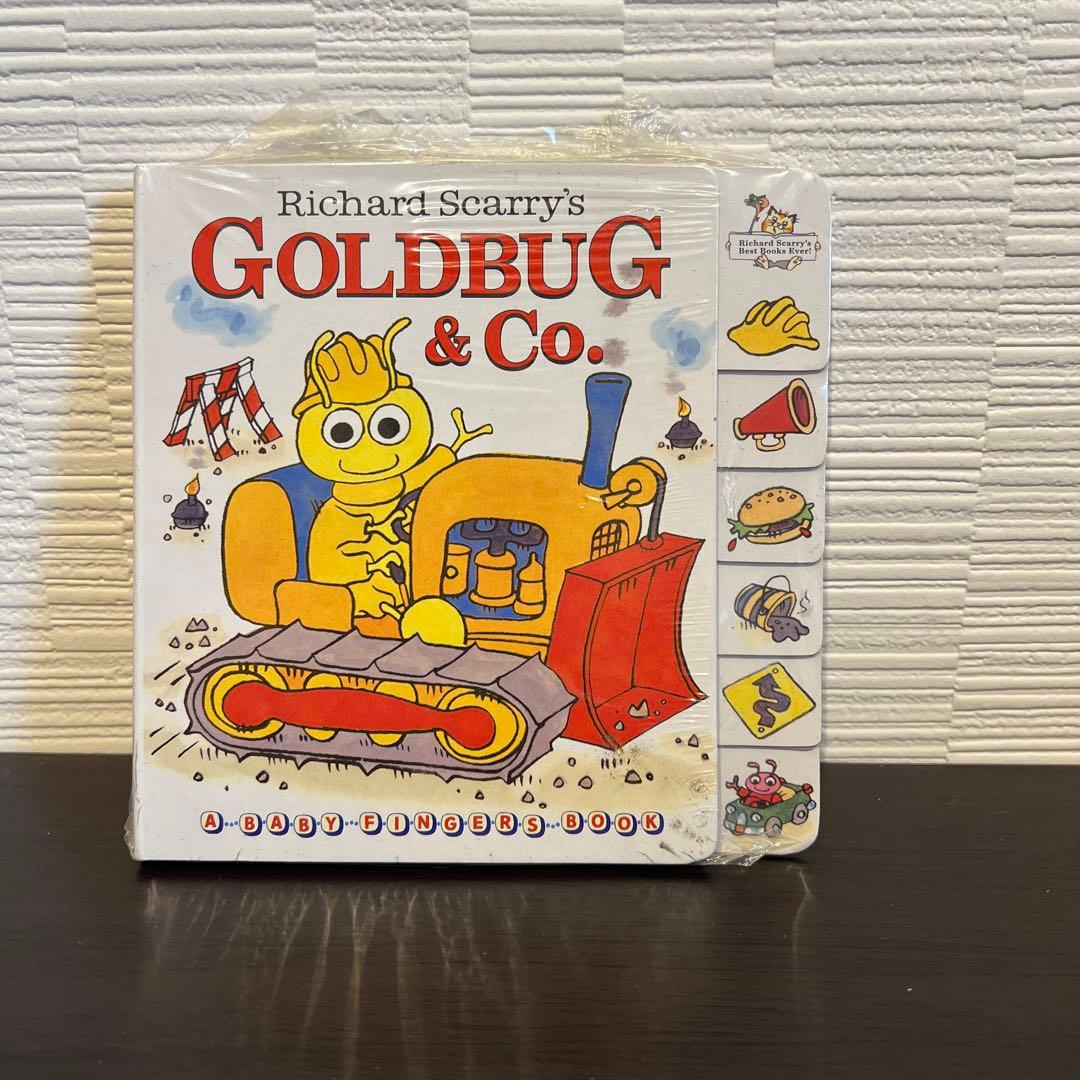 Richard Scarry's
GOLDBUG
& Co.
Richard Scarry's
Best Books Ever!
A BABY FINGERS BOOK